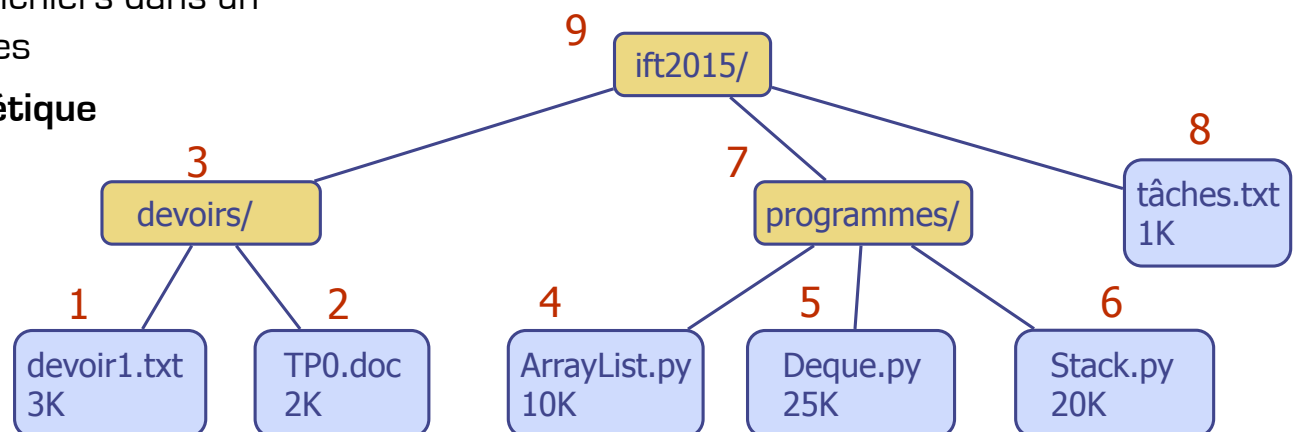 es
étique
9
ift2015/
3
devoirs/
7
programmes/
8
tâches.txt
1K
1
devoir1.txt
3K
2
TP0.doc
2K
4
ArrayList.py
10K
5
Deque.py
25K
6
Stack.py
20K